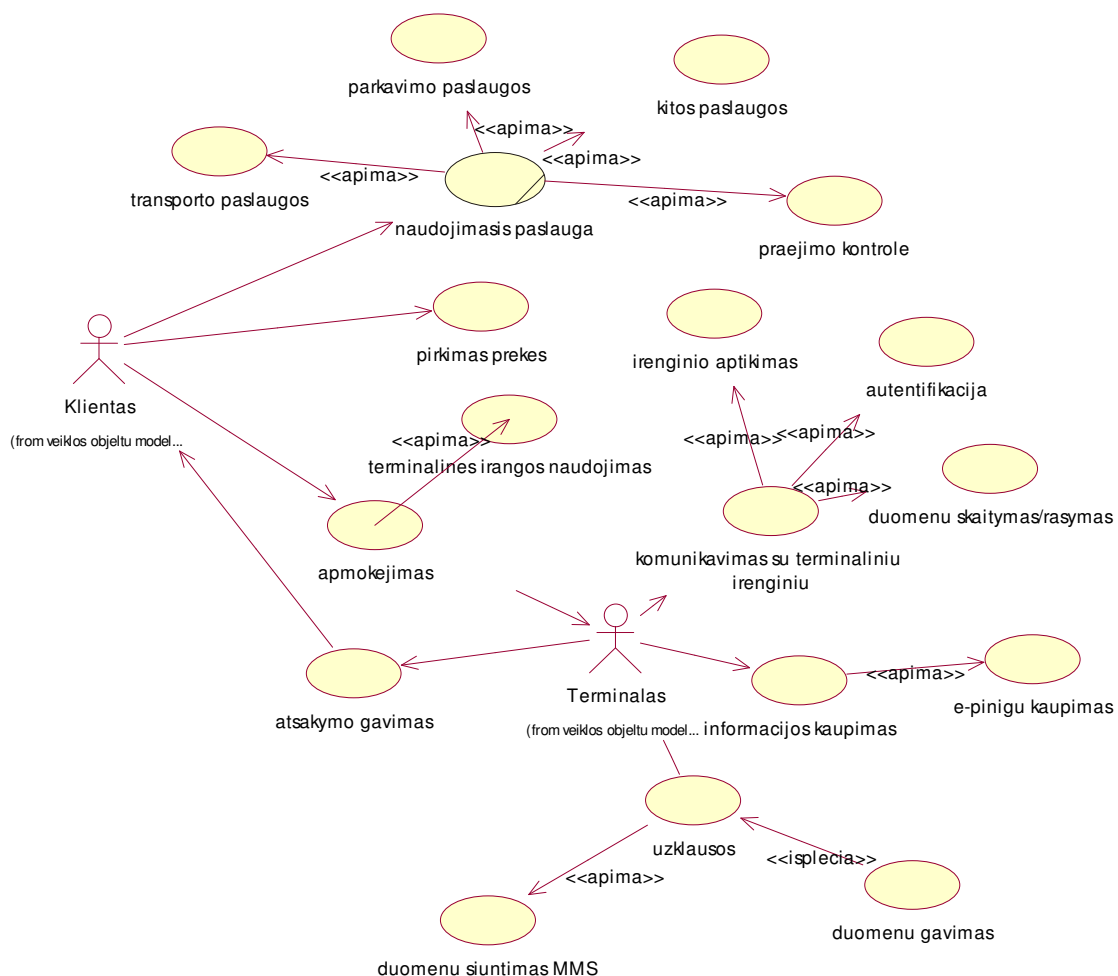 parkavimo paslaugos
kitos paslaugos
<<apima>>
<<apima>>
transporto paslaugos
<<apima>>
<<apima>>
naudojimasis paslauga
praejimo kontrole
pirkimas prekes
irenginio aptikimas
autentifikacija
Klientas
(from veiklos objeltu model...
<<apima>>
terminalines irangos naudojimas
<<apima>>
<<apima>>
<<apima>>
duomenu skaitymas/rasymas
apmokejimas
komunikavimas su terminaliniu
irenginiu
atsakymo gavimas
Terminalas
(from veiklos objeltu model...
informacijos kaupimas
<<apima>>
e-pinigu kaupimas
uzklausos
<<isplecia>>
<<apima>>
duomenu gavimas
duomenu siuntimas MMS